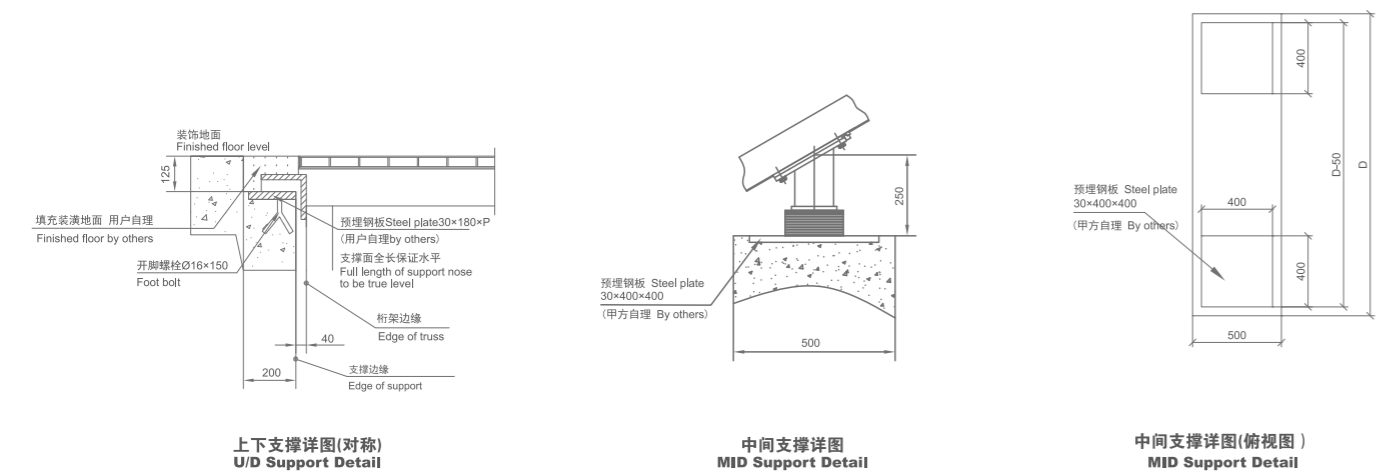 装饰地面
Finished floor level
125
填充装潢地面 用户自理
Finished floor by others
开脚螺栓Ø16×150
Foot bolt
预埋钢板Steel plate30×180×P
(用户自理by others)
支撑面全长保证水平
Full length of support nose
to be true level
桁架边缘
Edge of truss
40
200
支撑边缘
Edge of support
上下支撑详图(对称)
U/D Support Detail
250
预埋钢板 Steel plate
30×400×400
(甲方自理 By others)
500
中间支撑详图
MID Support Detail
400
D-50
D
预埋钢板 Steel plate
30×400×400
(甲方自理 By others)
400
400
500
中间支撑详图(俯视图)
MID Support Detail